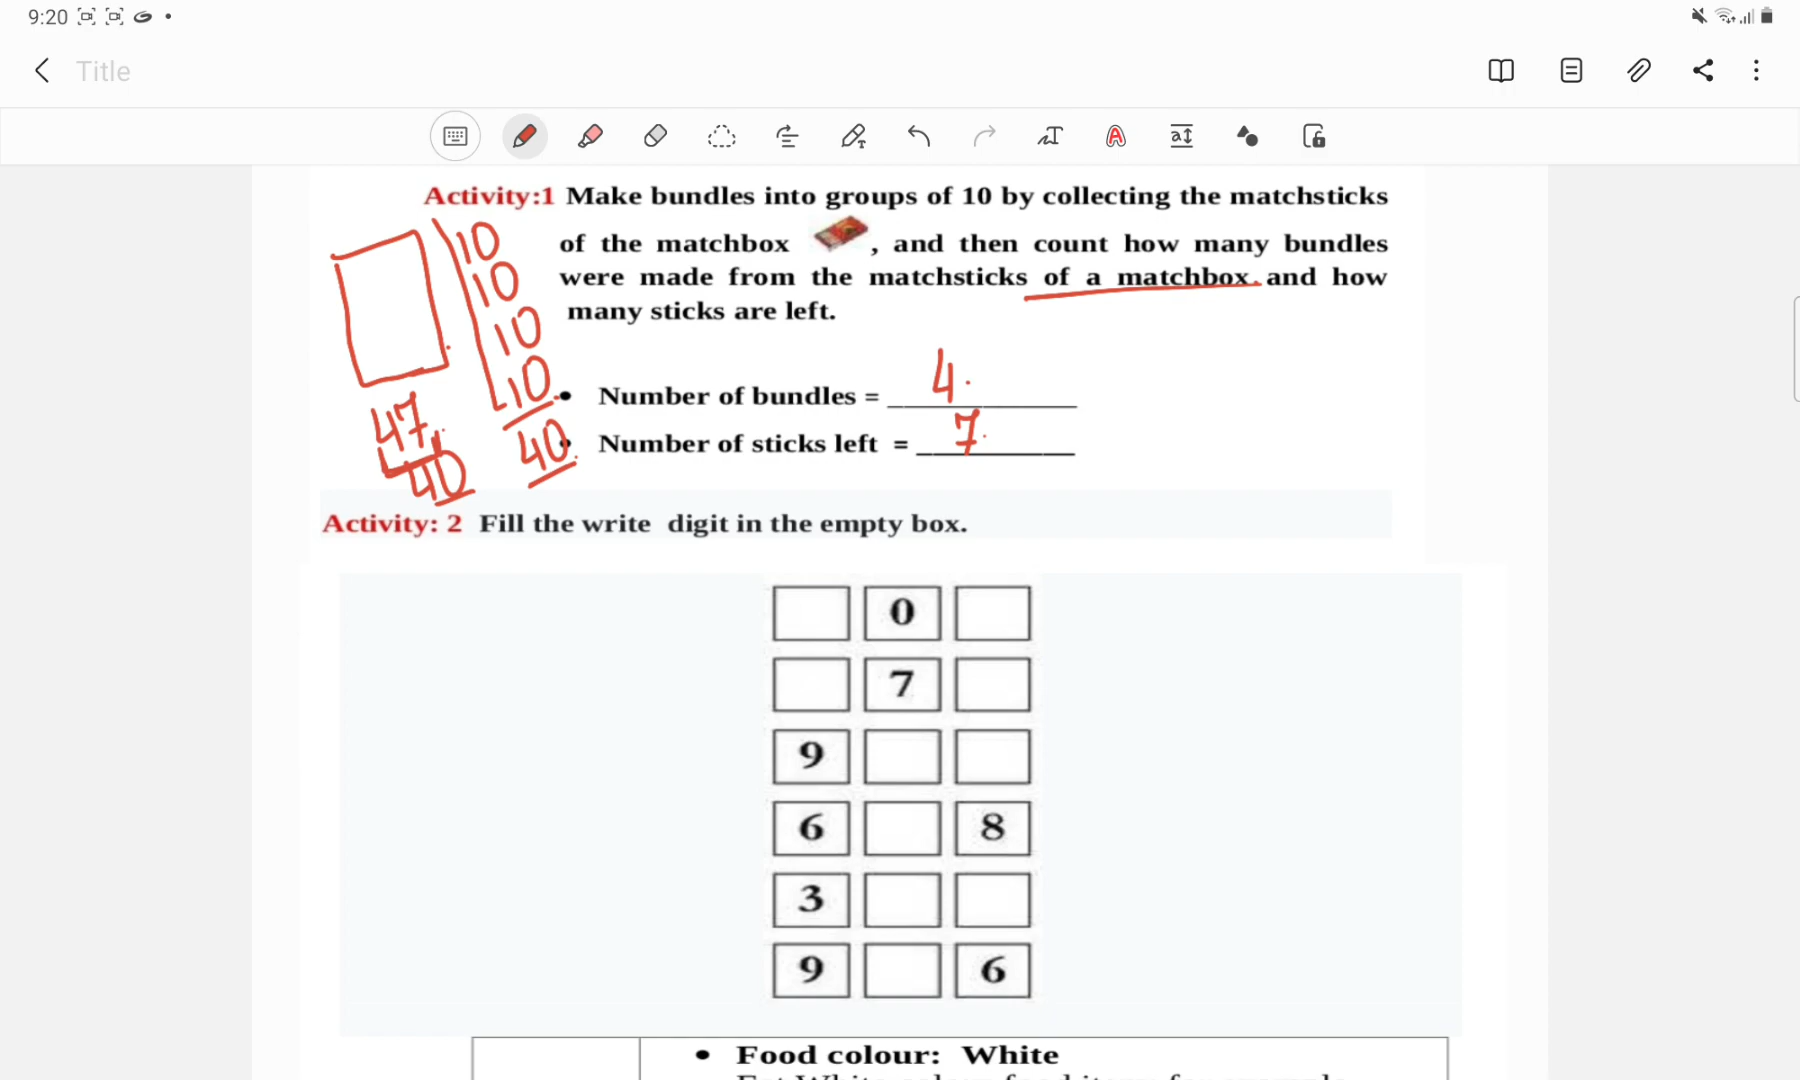 9:20
Title
Activity:1 Make bundles into groups of 10 by collecting the matchsticks
of the matchbox , and then count how many bundles
were made from the matchsticks of a matchbox. and how
many sticks are left.
10
10
10
10
40
47
40
Number of bundles = 4.
Number of sticks left = 7.
Activity: 2 Fill the write digit in the empty box.
0
7
9
6 8
3
9 6
• Food colour: White